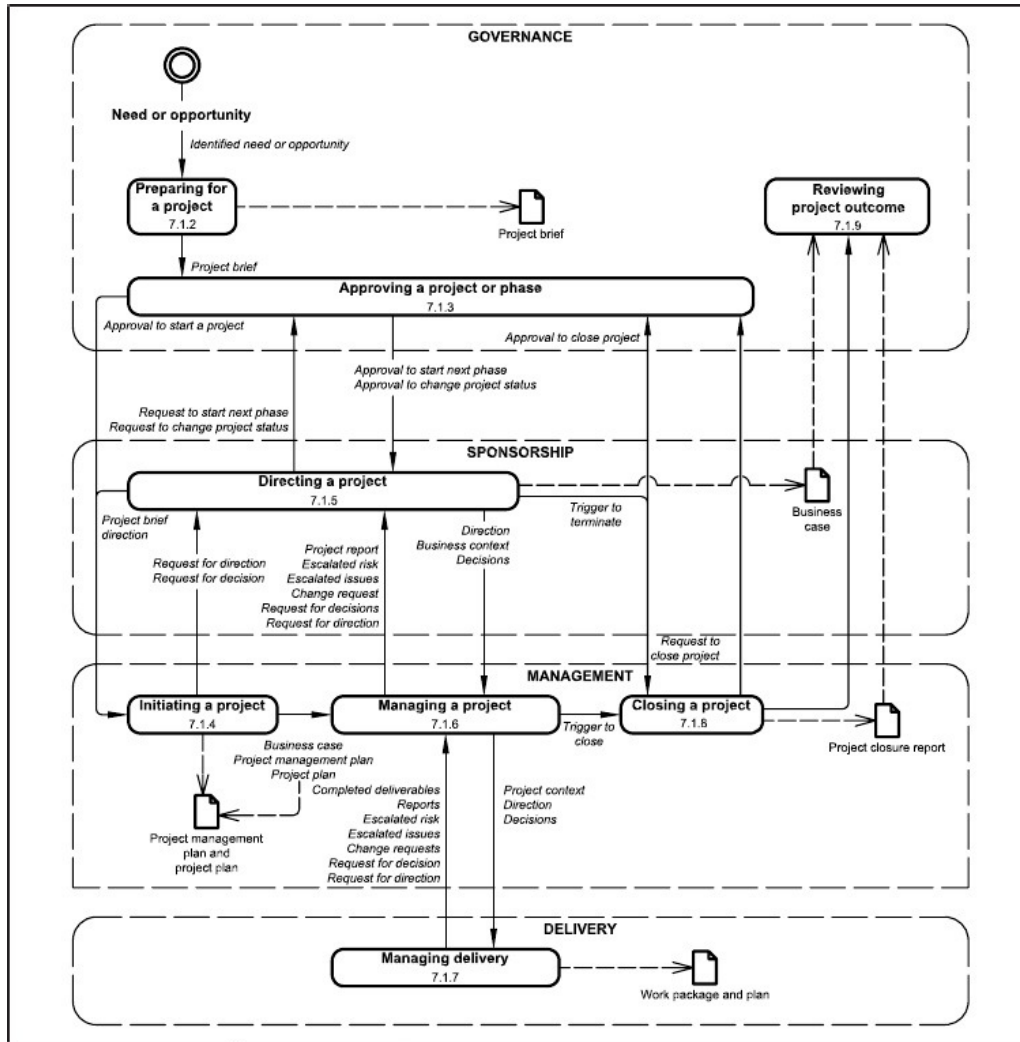 GOVERNANCE
Need or opportunity
Identified need or opportunity
Preparing for
a project
7.1.2
Project brief
Reviewing
project outcome
7.1.9
Project brief
Approving a project or phase
7.1.3
Approval to start a project
Approval to close project
Approval to start next phase
Approval to change project status
Request to start next phase
Request to change project status
SPONSORSHIP
Directing a project
7.1.5
Project brief
direction
Trigger to
terminate
Business
case
Request for direction
Request for decision
Project report
Escalated risk
Escalated issues
Change request
Request for decisions
Request for direction
Direction
Business context
Decisions
Request to
close project
MANAGEMENT
Initiating a project
7.1.4
Managing a project
7.1.6
Trigger to
close
Closing a project
7.1.8
Project closure report
Business case
Project management plan
Project plan
Project management
plan and
project plan
Completed deliverables
Reports
Escalated risk
Escalated issues
Change requests
Request for decision
Request for direction
Project context
Direction
Decisions
DELIVERY
Managing delivery
7.1.7
Work package and plan